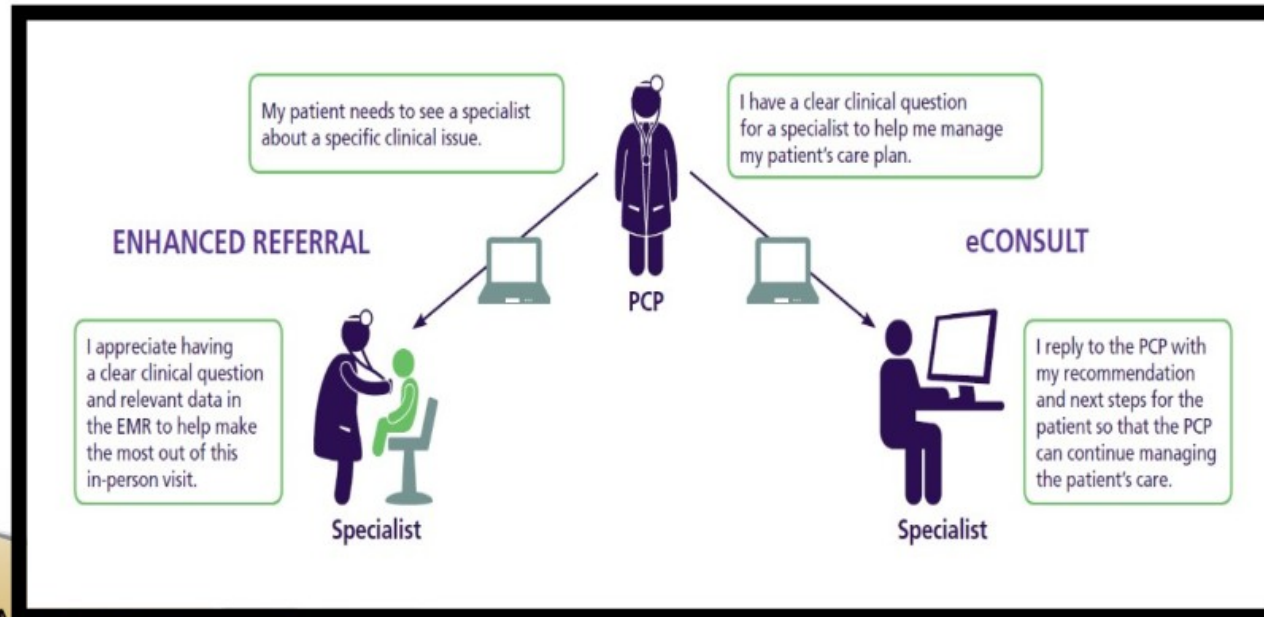 My patient needs to see a specialist
about a specific clinical issue.
I have a clear clinical question
for a specialist to help me manage
my patient's care plan.
ENHANCED REFERRAL
eCONSULT
PCP
I appreciate having
a clear clinical question
and relevant data in
the EMR to help make
the most out of this
in-person visit.
I reply to the PCP with
my recommendation
and next steps for the
patient so that the PCP
can continue managing
the patient's care.
Specialist
Specialist